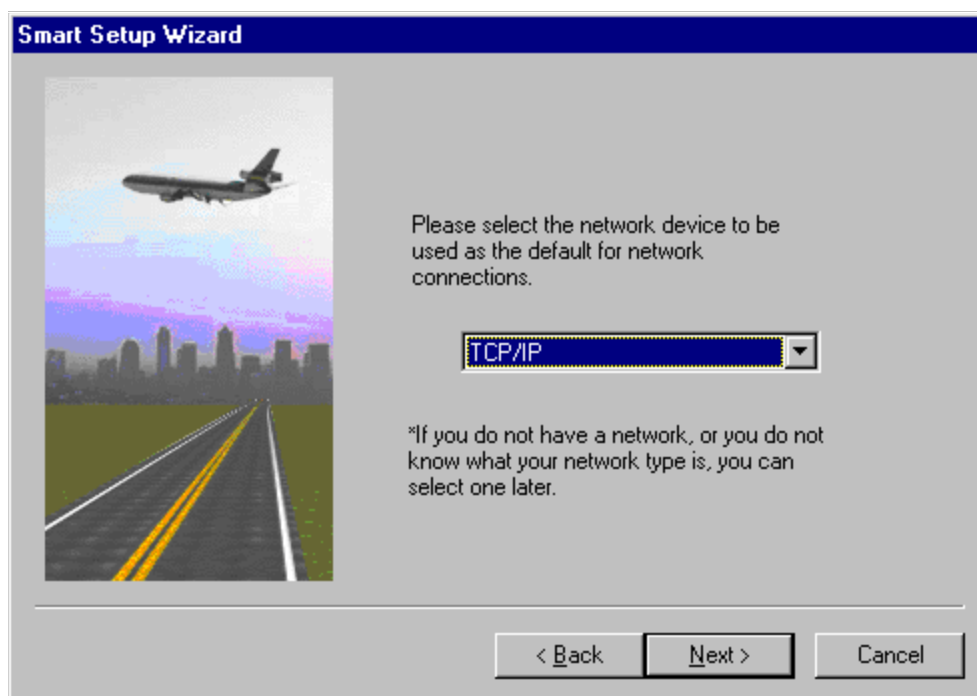 Smart Setup Wizard
Please select the network device to be
used as the default for network
connections.
TCP/IP
*If you do not have a network, or you do not
know what your network type is, you can
select one later.
< Back
Next >
Cancel